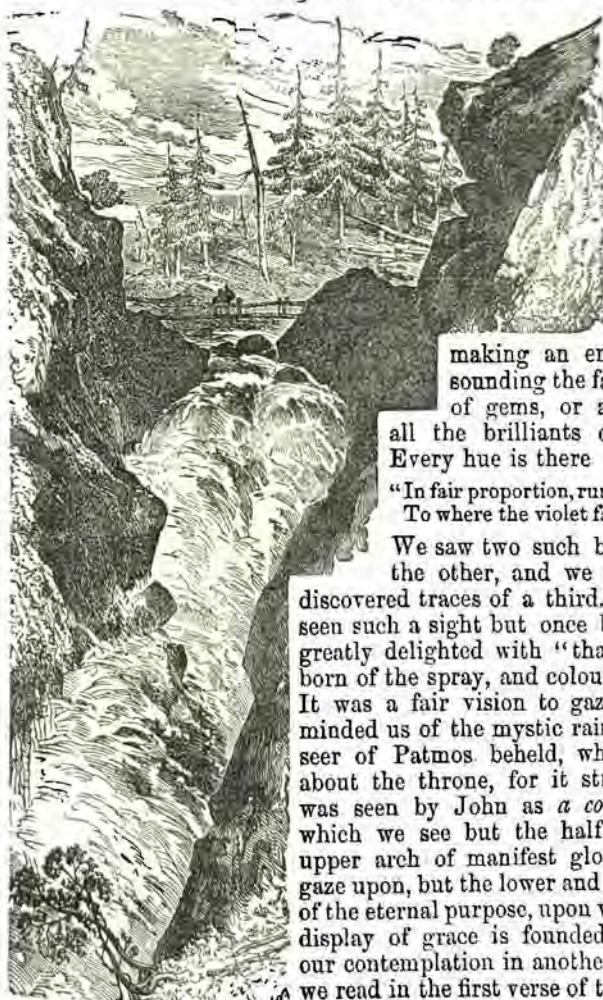 making an en
sounding the fa
of gems, or a
all the brilliants
Every hue is there
"In fair proportion, run
To where the violet fa
We saw two such b
the other, and we
discovered traces of a third.
seen such a sight but once
greatly delighted with "tha
born of the spray, and colou
It was a fair vision to gaz
minded us of the mystic rain
seer of Patmos beheld, wh
about the throne, for it st
was seen by John as a co
which we see but the half
upper arch of manifest glo
gaze upon, but the lower and
of the eternal purpose, upon
display of grace is founded
our contemplation in anothe
we read in the first verse of t